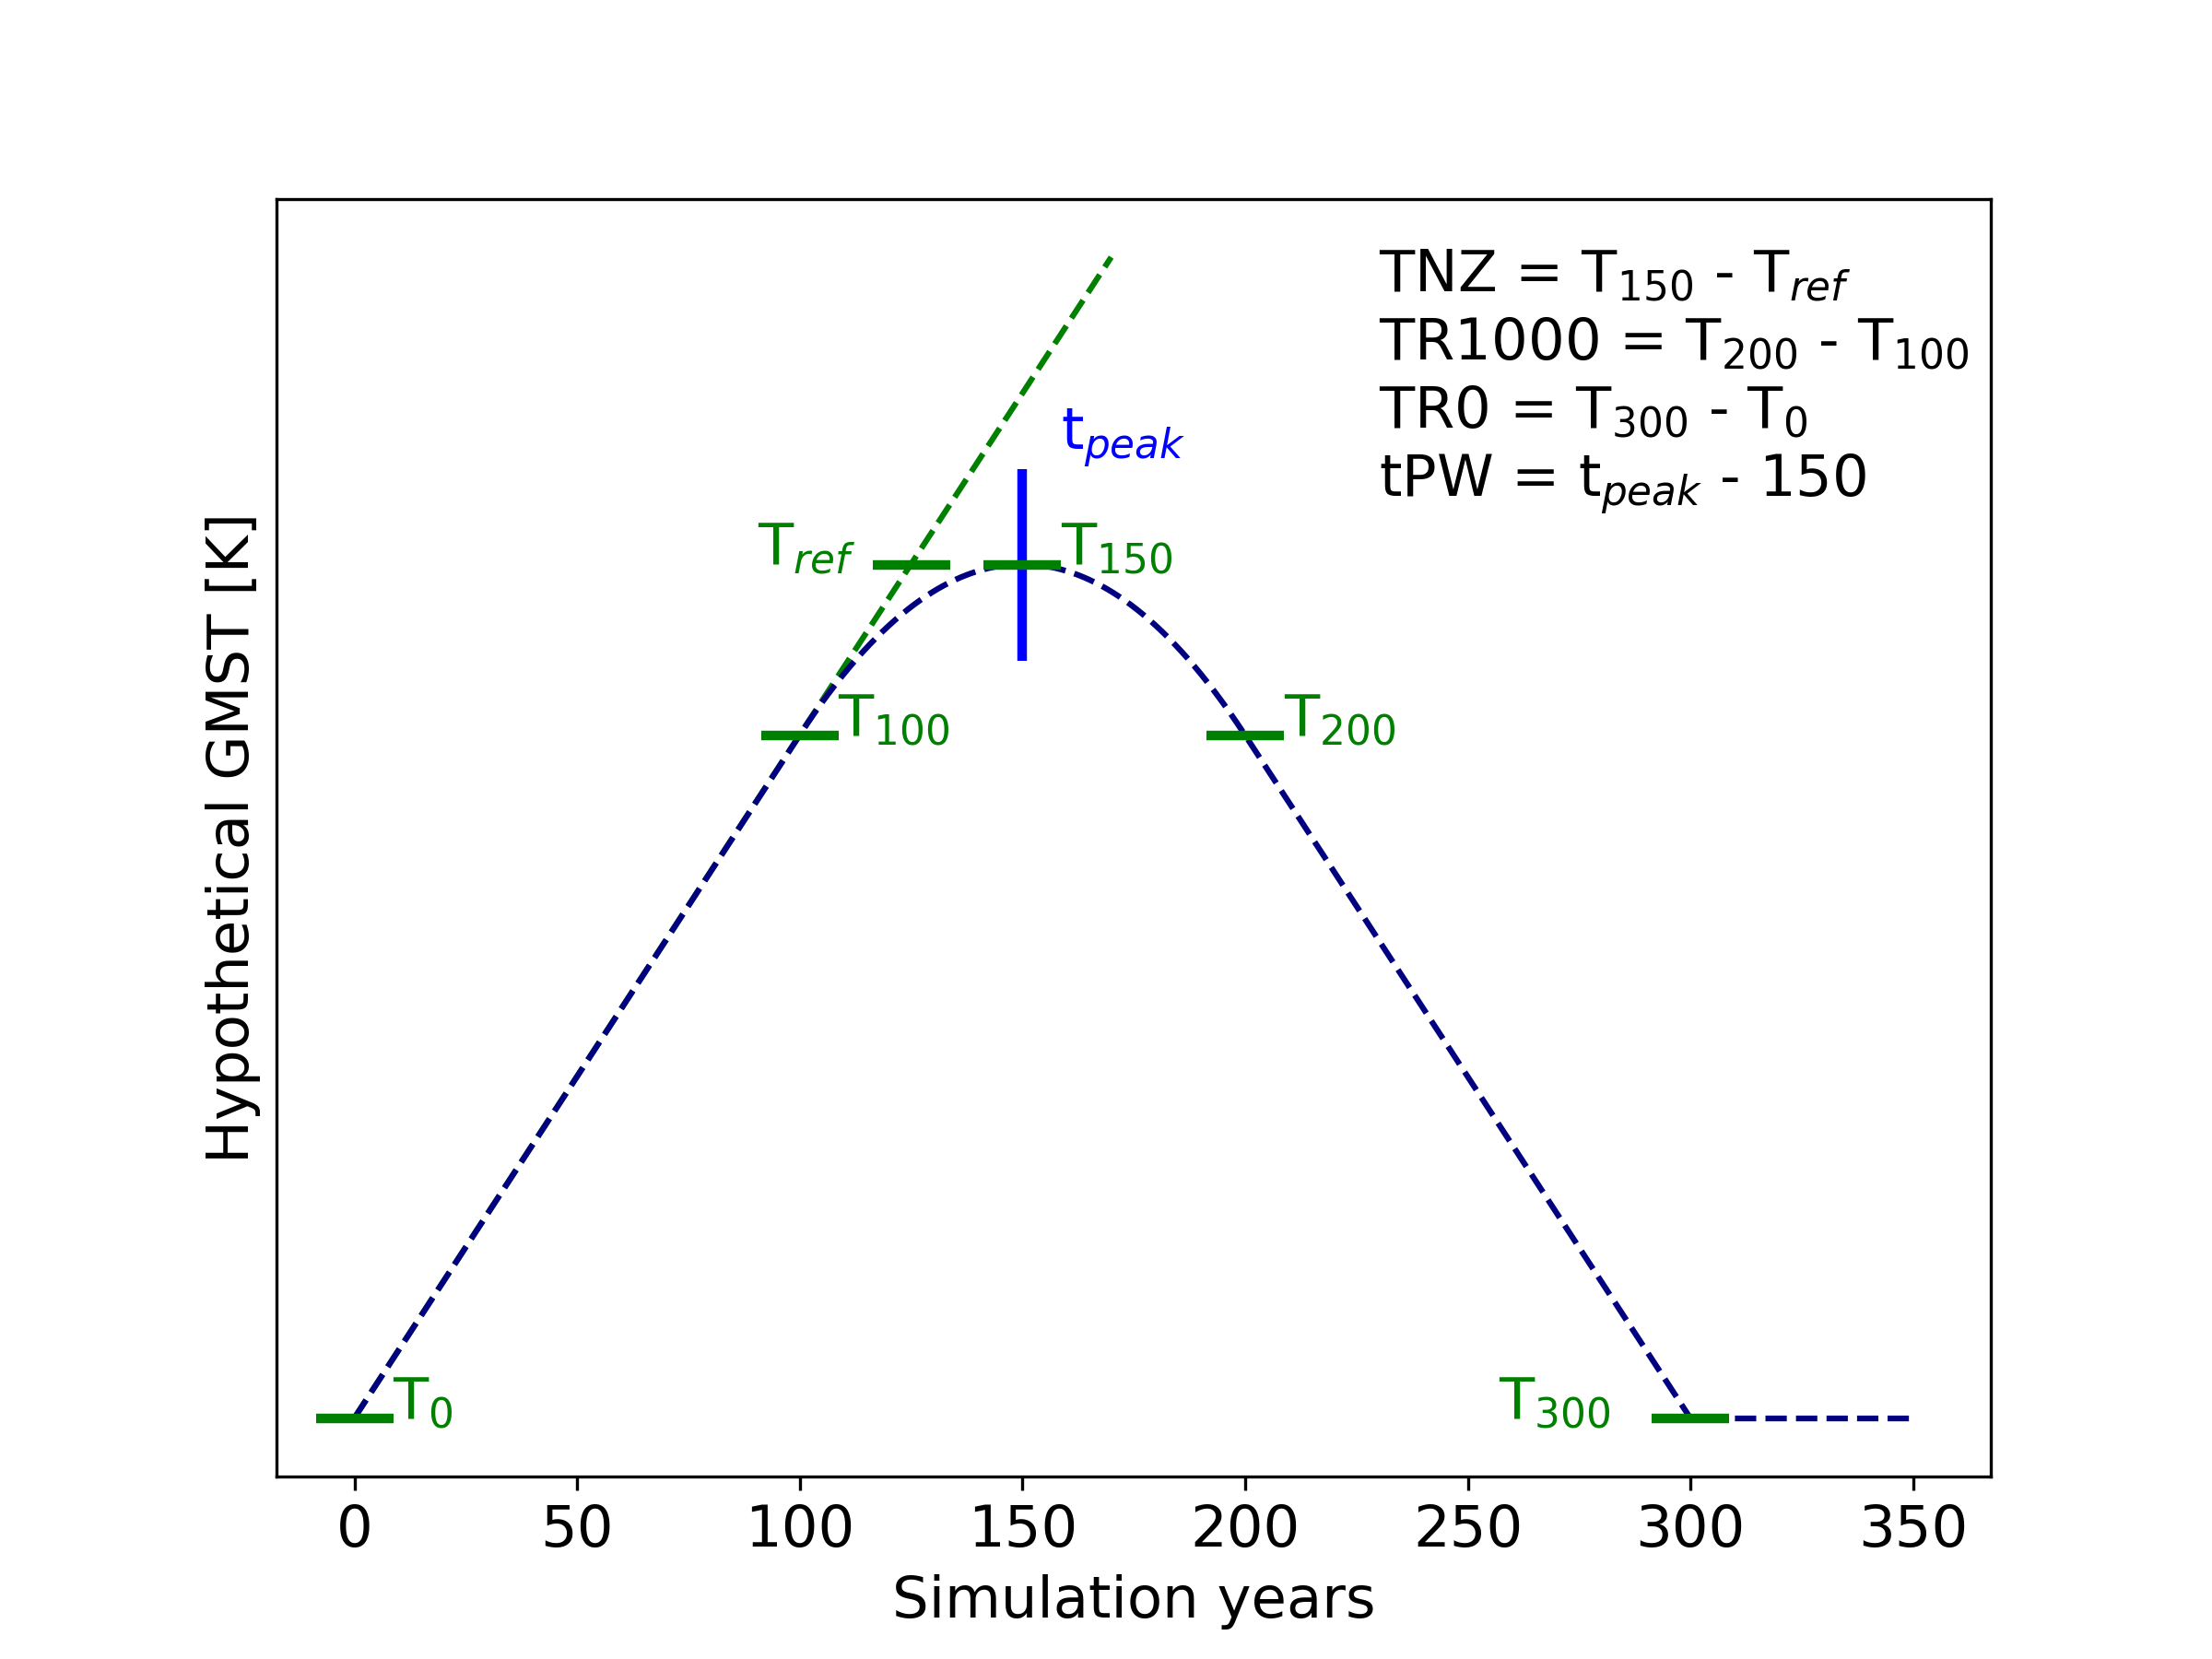 TNZ = T150 - Tref
TR1000 = T200 - T100
TR0 = T300 - T0
tPW = tpeak - 150
tpeak
Tref
T150
T100
T200
T0
T300
Hypothetical GMST [K]
0 50 100 150 200 250 300 350
Simulation years